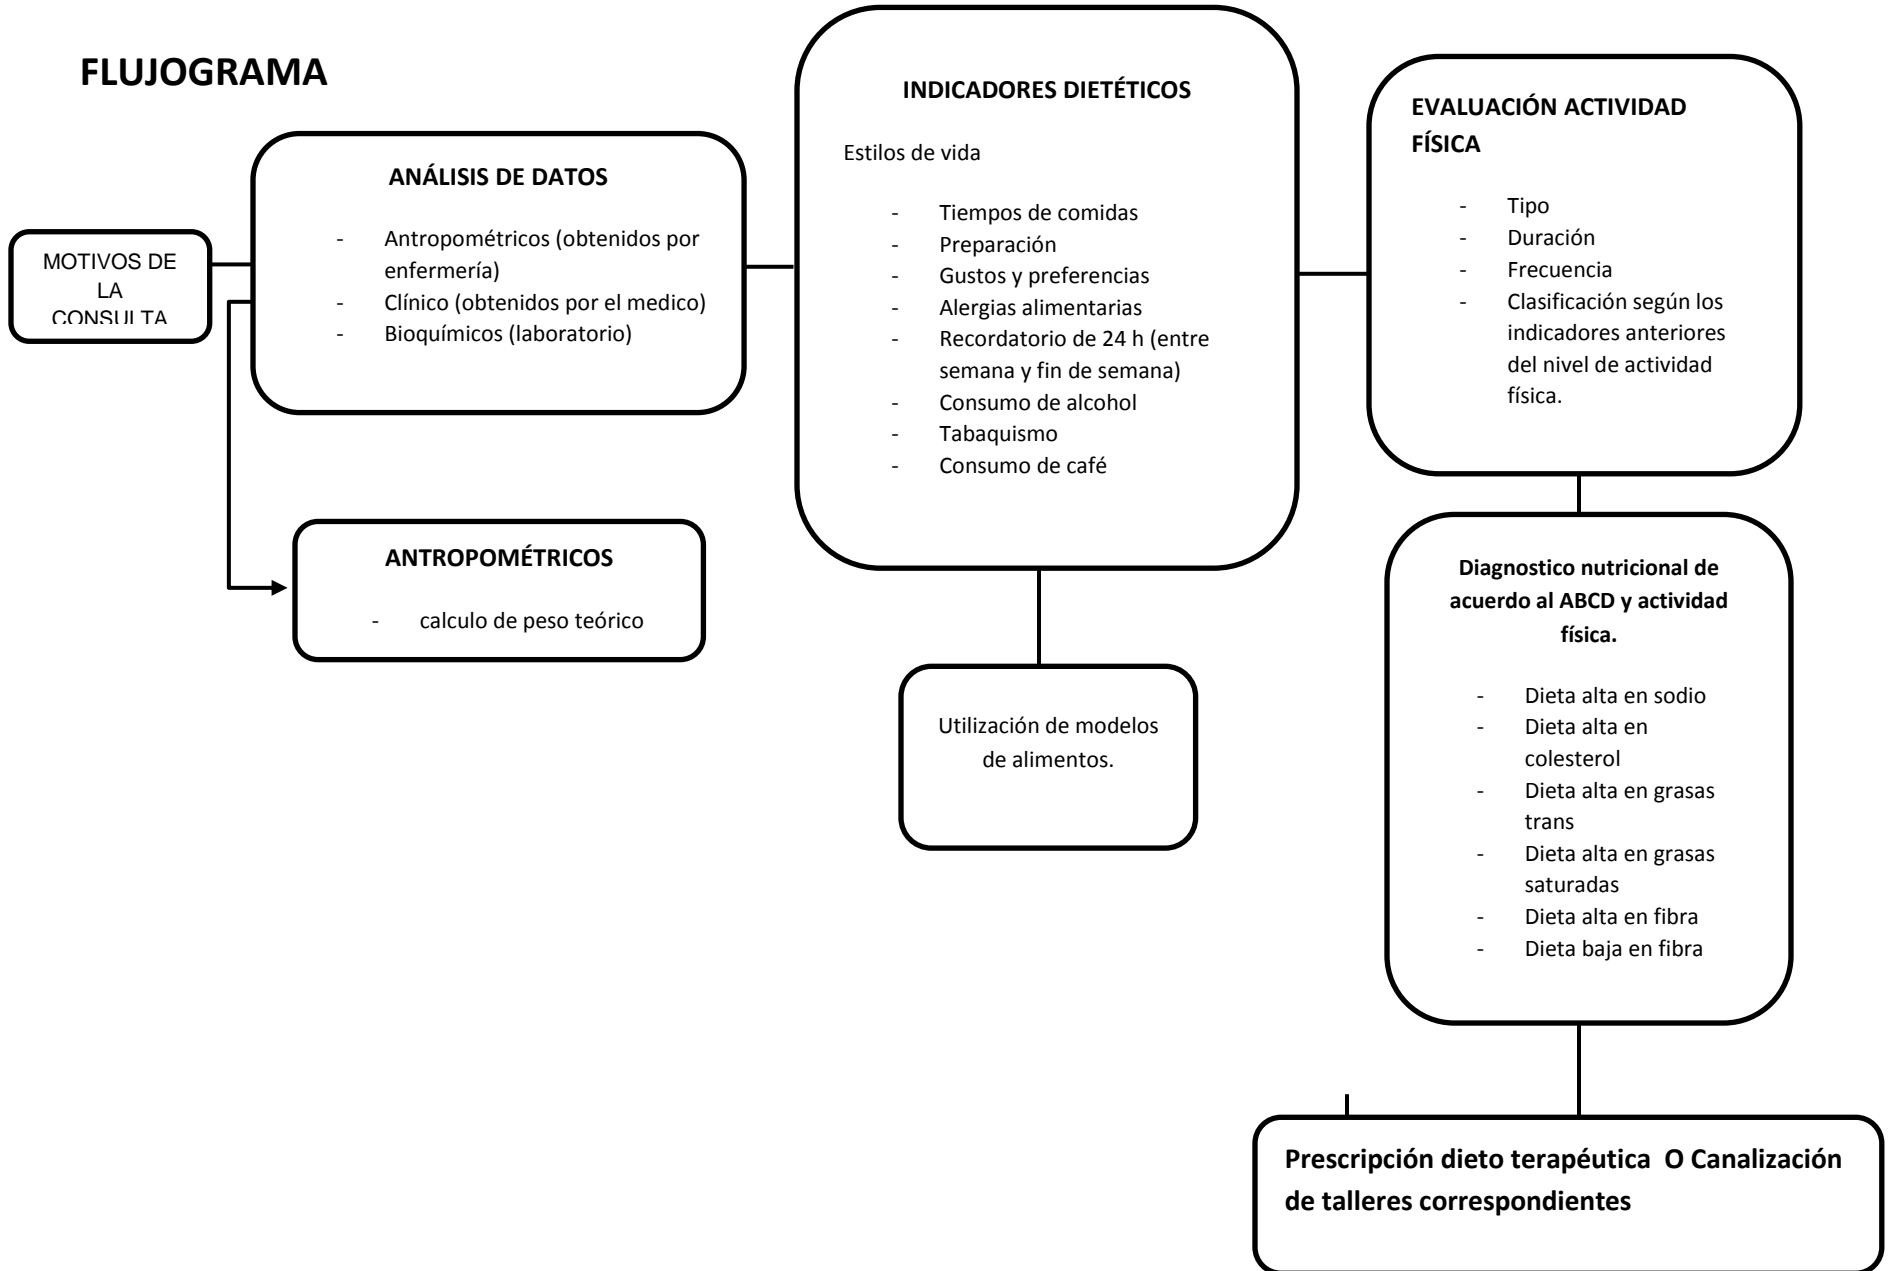 FLUJOGRAMA
MOTIVOS DE
LA
CONSULTA
ANÁLISIS DE DATOS
- Antropométricos (obtenidos por
enfermería)
- Clínico (obtenidos por el medico)
- Bioquímicos (laboratorio)
ANTROPOMÉTRICOS
- calculo de peso teórico
INDICADORES DIETÉTICOS
Estilos de vida
- Tiempos de comidas
- Preparación
- Gustos y preferencias
- Alergias alimentarias
- Recordatorio de 24 h (entre
semana y fin de semana)
- Consumo de alcohol
- Tabaquismo
- Consumo de café
Utilización de modelos
de alimentos.
EVALUACIÓN ACTIVIDAD
FÍSICA
- Tipo
- Duración
- Frecuencia
- Clasificación según los
indicadores anteriores
del nivel de actividad
física.
Diagnostico nutricional de
acuerdo al ABCD y actividad
física.
- Dieta alta en sodio
- Dieta alta en
colesterol
- Dieta alta en grasas
trans
- Dieta alta en grasas
saturadas
- Dieta alta en fibra
- Dieta baja en fibra
Prescripción dieto terapéutica O Canalización
de talleres correspondientes